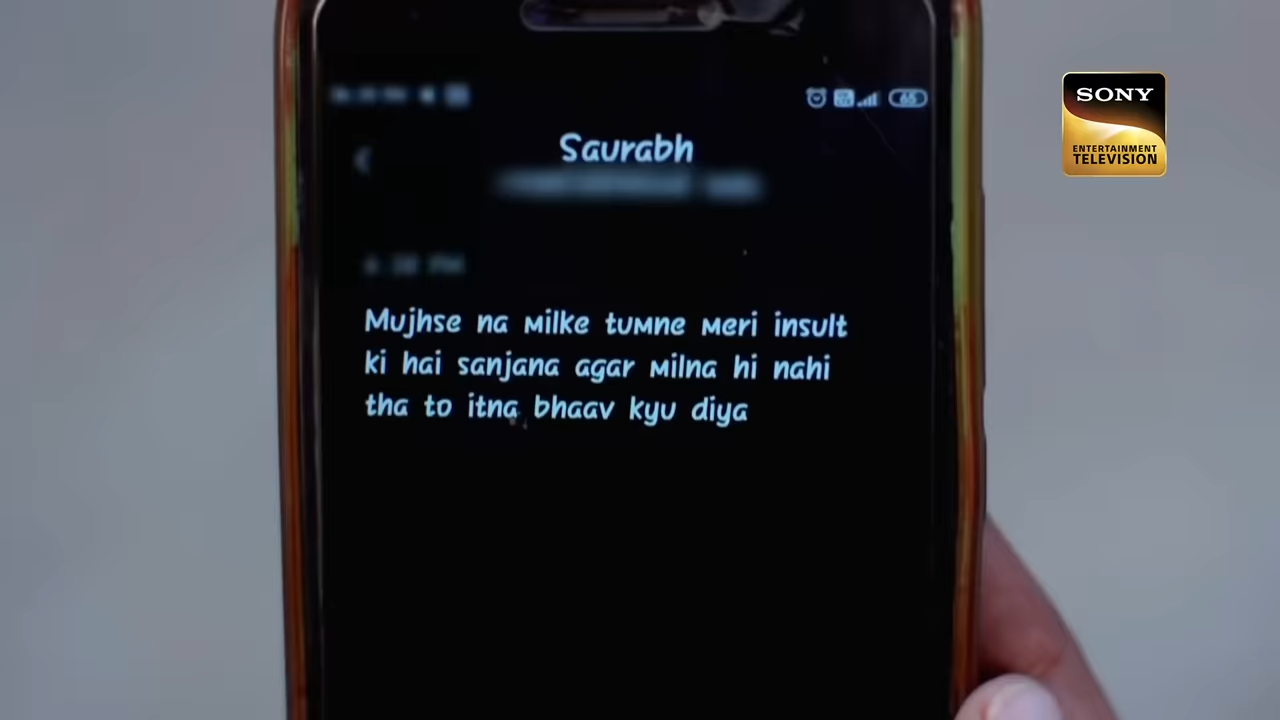 SONY
ENTERTAINMENT
TELEVISION
65
Saurabh
Mujhse na milke tumne meri insult
ki hai sanjana agar milna hi nahi
tha to itna bhaav kyu diya